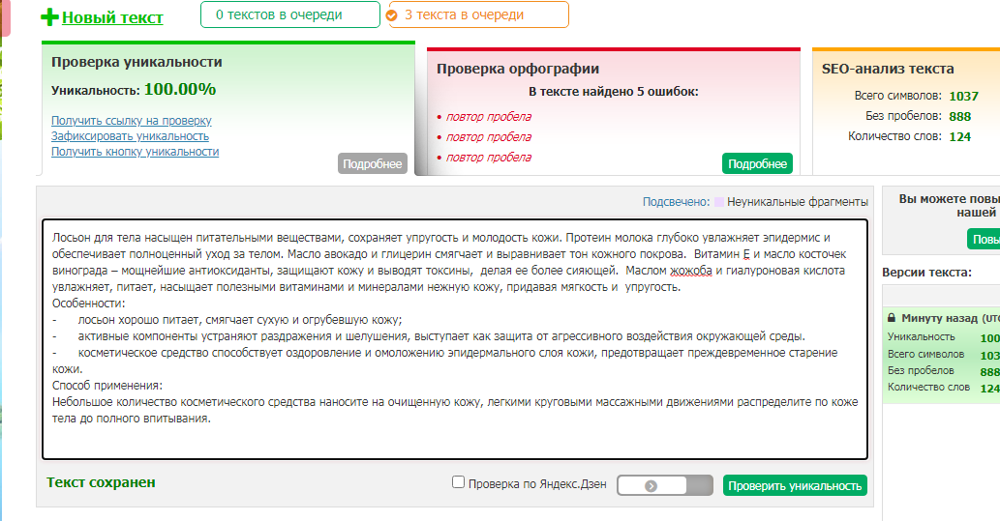 Новый текст
0 текстов в очереди
3 текста в очереди
Проверка уникальности
Уникальность: 100.00%
Получить ссылку на проверку
Зафиксировать уникальность
Получить кнопку уникальности
Подробнее
Проверка орфографии
В тексте найдено 5 ошибок:
• повтор пробела
• повтор пробела
• повтор пробела
Подробнее
SEO-анализ текста
Всего символов: 1037
Без пробелов: 888
Количество слов: 124
Подсвечено: Неуникальные фрагменты
Лосьон для тела насыщен питательными веществами, сохраняет упругость и молодость кожи. Протеин молока глубоко увлажняет эпидермис и
обеспечивает полноценный уход за телом. Масло авокадо и глицерин смягчает и выравнивает тон кожного покрова.  Витамин Е и масло косточек
винограда – мощнейшие антиоксиданты, защищают кожу и выводят токсины,  делая ее более сияющей.  Маслом жожоба и гиалуроновая кислота
увлажняет, питает, насыщает полезными витаминами и минералами нежную кожу, придавая мягкость и  упругость.
Особенности:
- лосьон хорошо питает, смягчает сухую и огрубевшую кожу;
- активные компоненты устраняют раздражения и шелушения, выступает как защита от агрессивного воздействия окружающей среды.
- косметическое средство способствует оздоровление и омоложению эпидермального слоя кожи, предотвращает преждевременное старение
кожи.
Способ применения:
Небольшое количество косметического средства наносите на очищенную кожу, легкими круговыми массажными движениями распределите по коже
тела до полного впитывания.
Текст сохранен
Проверка по Яндекс.Дзен
Проверить уникальность
Вы можете повы
нашей
Повы
Версии текста:
Минуту назад (UTC
Уникальность 100
Всего символов 103
Без пробелов 888
Количество слов 124